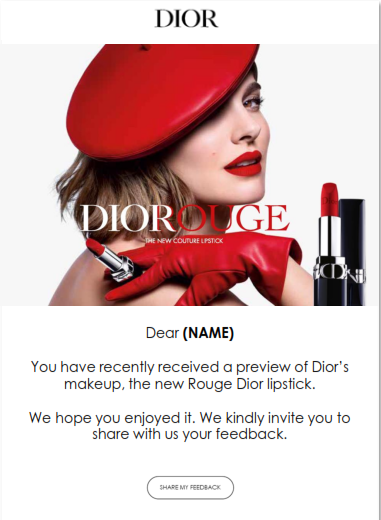 DIOR
DIOR ROUGE
THE NEW COUTURE LIPSTICK
Dear (NAME)
You have recently received a preview of Dior's
makeup, the new Rouge Dior lipstick.
We hope you enjoyed it. We kindly invite you to
share with us your feedback.
SHARE MY FEEDBACK